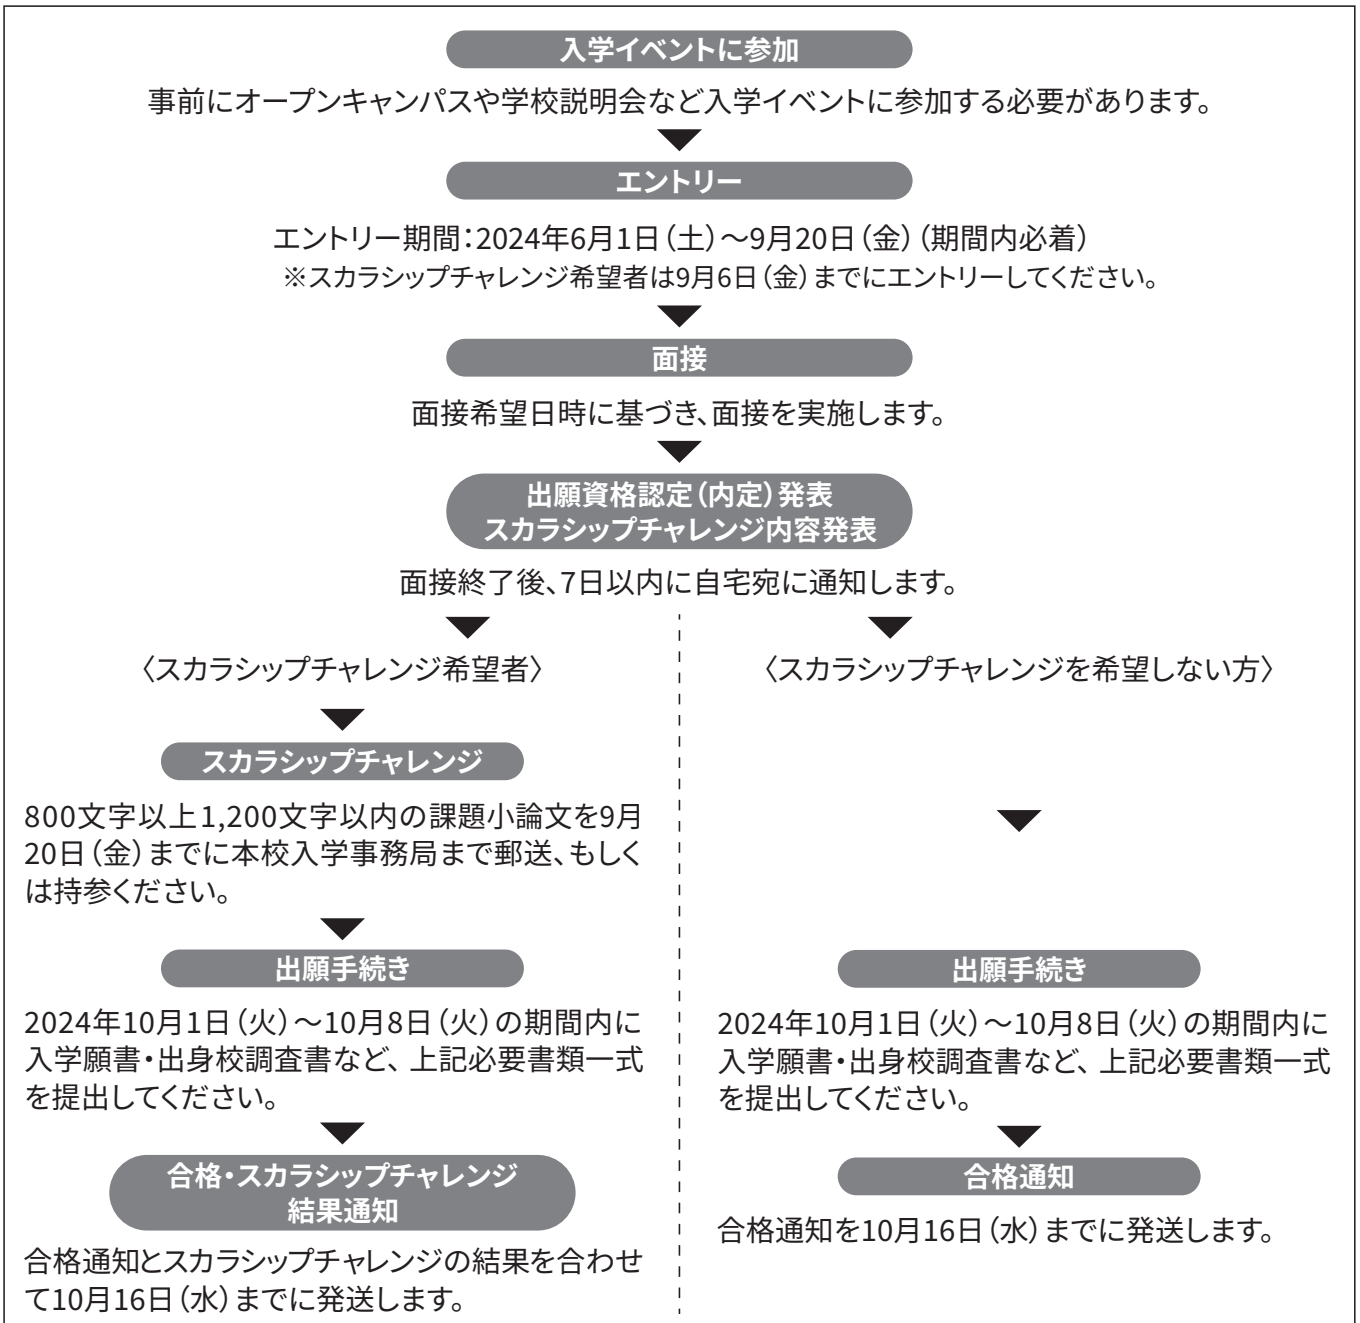 入学イベントに参加
事前にオープンキャンパスや学校説明会など入学イベントに参加する必要があります。
エントリー
エントリー期間：2024年6月1日（土）～9月20日（金）（期間内必着）
※スカラシップチャレンジ希望者は9月6日（金）までにエントリーしてください。
面接
面接希望日時に基づき、面接を実施します。
出願資格認定（内定）発表
スカラシップチャレンジ内容発表
面接終了後、7日以内に自宅宛に通知します。
〈スカラシップチャレンジ希望者〉
スカラシップチャレンジ
800文字以上1,200文字以内の課題小論文を9月
20日（金）までに本校入学事務局まで郵送、もしく
は持参ください。
出願手続き
2024年10月1日（火）～10月8日（火）の期間内に
入学願書・出身校調査書など、上記必要書類一式
を提出してください。
合格・スカラシップチャレンジ
結果通知
合格通知とスカラシップチャレンジの結果を合わせ
て10月16日（水）までに発送します。
〈スカラシップチャレンジを希望しない方〉
出願手続き
2024年10月1日（火）～10月8日（火）の期間内に
入学願書・出身校調査書など、上記必要書類一式
を提出してください。
合格通知
合格通知を10月16日（水）までに発送します。